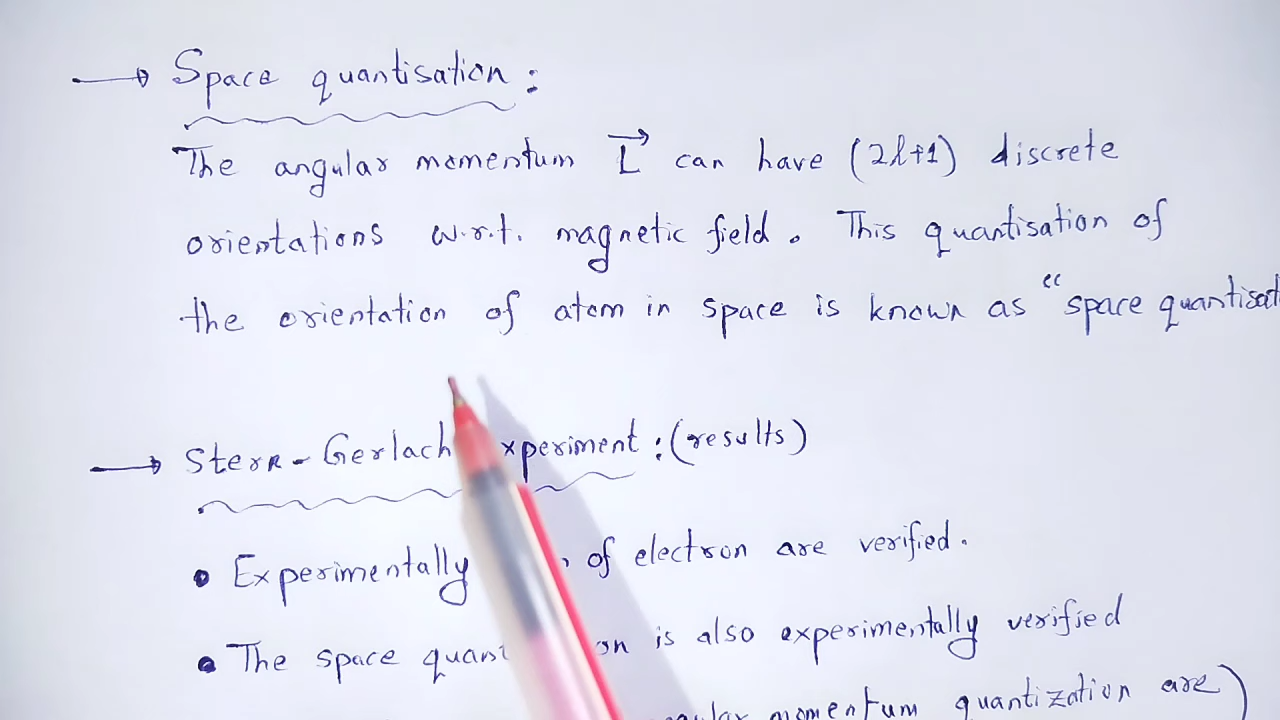 Space quantisation :
The angular momentum L can have (2l+1) discrete
orientations w.r.t. magnetic field. This quantisation of
the orientation of atom in space is known as "space quantisat
Stern-Gerlach xperiment : (results)
• Experimentally of electron are verified.
• The space quan on is also experimentally verified
momentum quantization are)